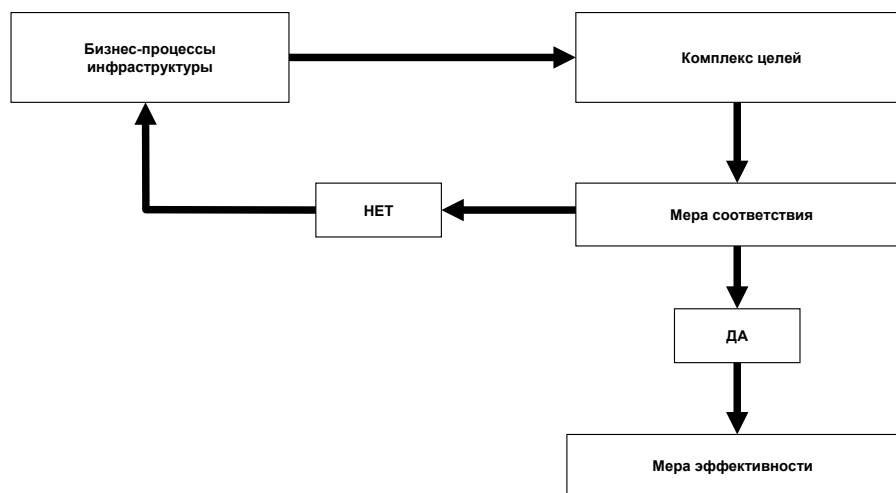 Бизнес-процессы
инфраструктуры
Комплекс целей
НЕТ
Мера соответствия
ДА
Мера эффективности